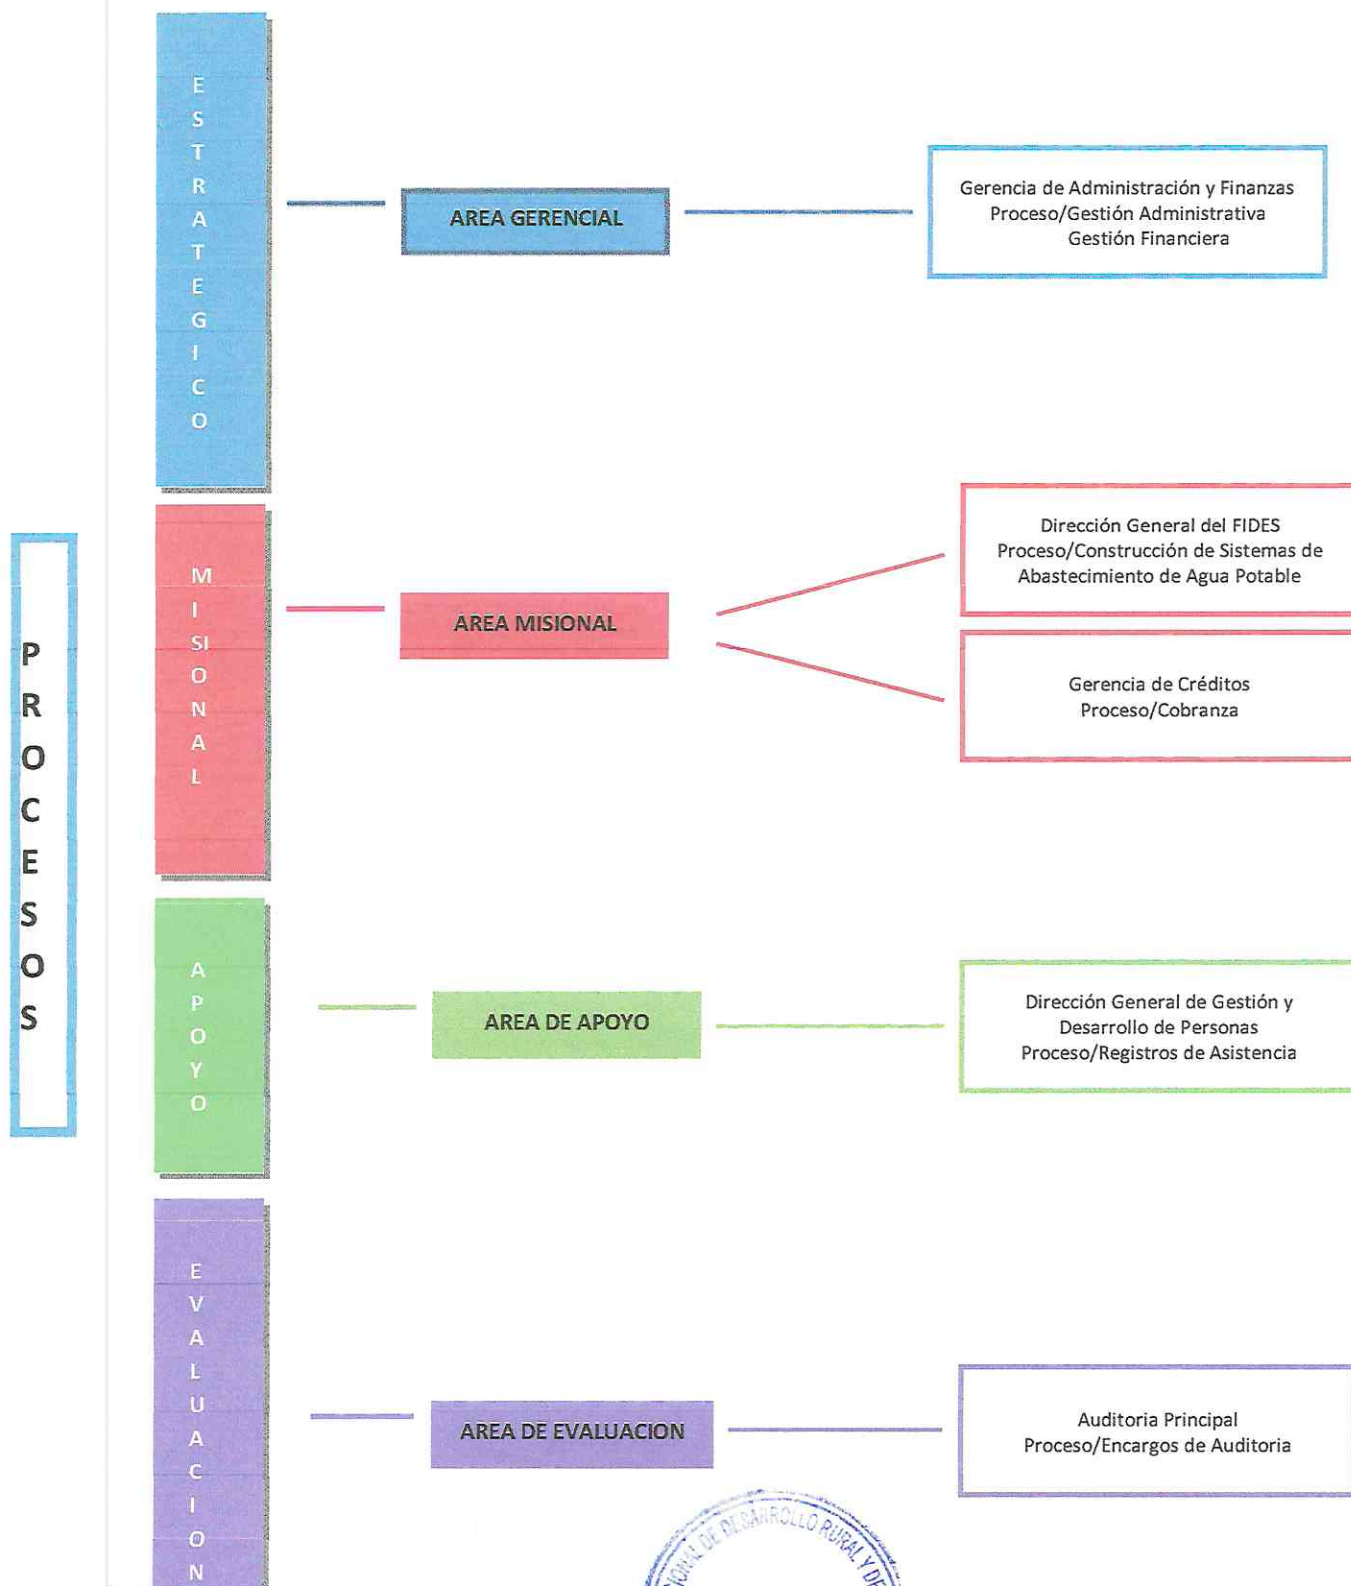 PROCESOS
ESTRATEGICO
AREA GERENCIAL
Gerencia de Administración y Finanzas
Proceso/Gestión Administrativa
Gestión Financiera
MISIONAL
AREA MISIONAL
Dirección General del FIDES
Proceso/Construcción de Sistemas de
Abastecimiento de Agua Potable
Gerencia de Créditos
Proceso/Cobranza
APOYO
AREA DE APOYO
Dirección General de Gestión y
Desarrollo de Personas
Proceso/Registros de Asistencia
EVALUACION
AREA DE EVALUACION
Auditoria Principal
Proceso/Encargos de Auditoria
DE DESARROLLO RURAL Y